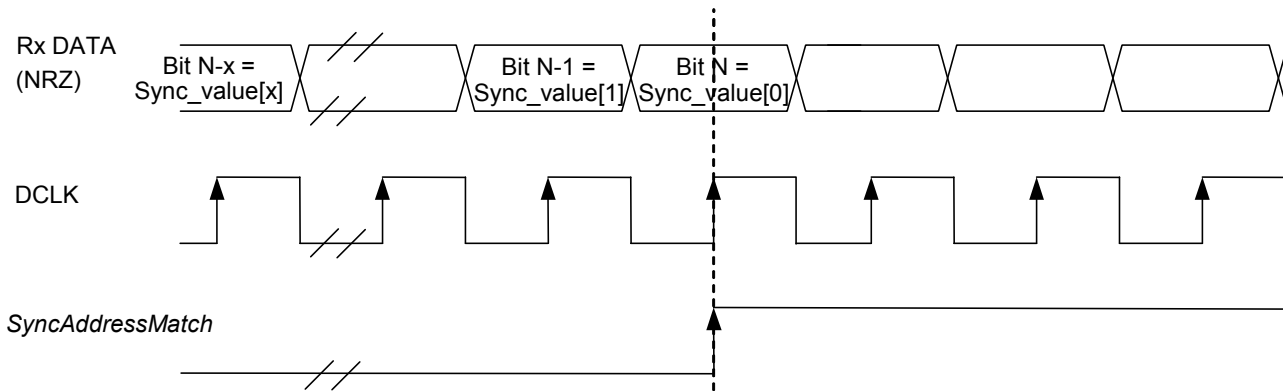 Rx DATA
(NRZ)
Bit N-x =
Sync_value[x]
Bit N-1 =
Sync_value[1]
Bit N =
Sync_value[0]
DCLK
SyncAddressMatch